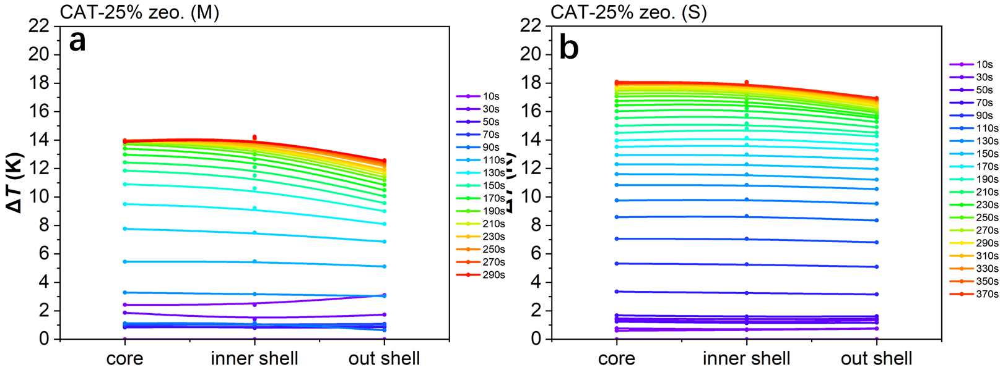 CAT-25% zeo. (M)
a
ΔT (K)
22
20
18
16
14
12
10
8
6
4
2
0
core
inner shell
out shell
10s
30s
50s
70s
90s
110s
130s
150s
170s
190s
210s
230s
250s
270s
290s
CAT-25% zeo. (S)
b
ΔT (K)
22
20
18
16
14
12
10
8
6
4
2
0
core
inner shell
out shell
10s
30s
50s
70s
90s
110s
130s
150s
170s
190s
210s
230s
250s
270s
290s
310s
330s
350s
370s